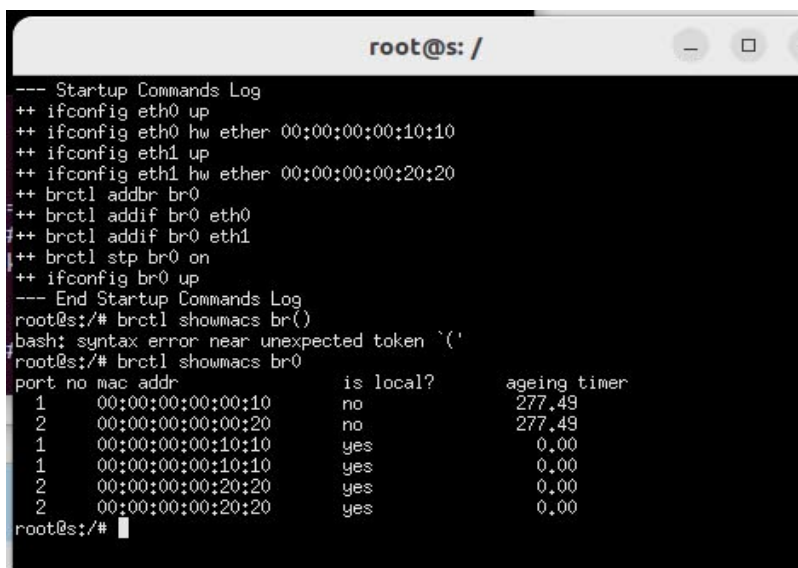 root@s: /
--- Startup Commands Log
++ ifconfig eth0 up
++ ifconfig eth0 hw ether 00:00:00:00:10:10
++ ifconfig eth1 up
++ ifconfig eth1 hw ether 00:00:00:00:20:20
++ brctl addbr br0
++ brctl addif br0 eth0
++ brctl addif br0 eth1
++ brctl stp br0 on
++ ifconfig br0 up
--- End Startup Commands Log
root@s:/# brctl showmacs br()
bash: syntax error near unexpected token `('
root@s:/# brctl showmacs br0
port no mac addr                is local?       ageing timer
  1     00:00:00:00:00:10       no               277.49
  2     00:00:00:00:00:20       no               277.49
  1     00:00:00:00:10:10       yes                0.00
  1     00:00:00:00:10:10       yes                0.00
  2     00:00:00:00:20:20       yes                0.00
  2     00:00:00:00:20:20       yes                0.00
root@s:/#